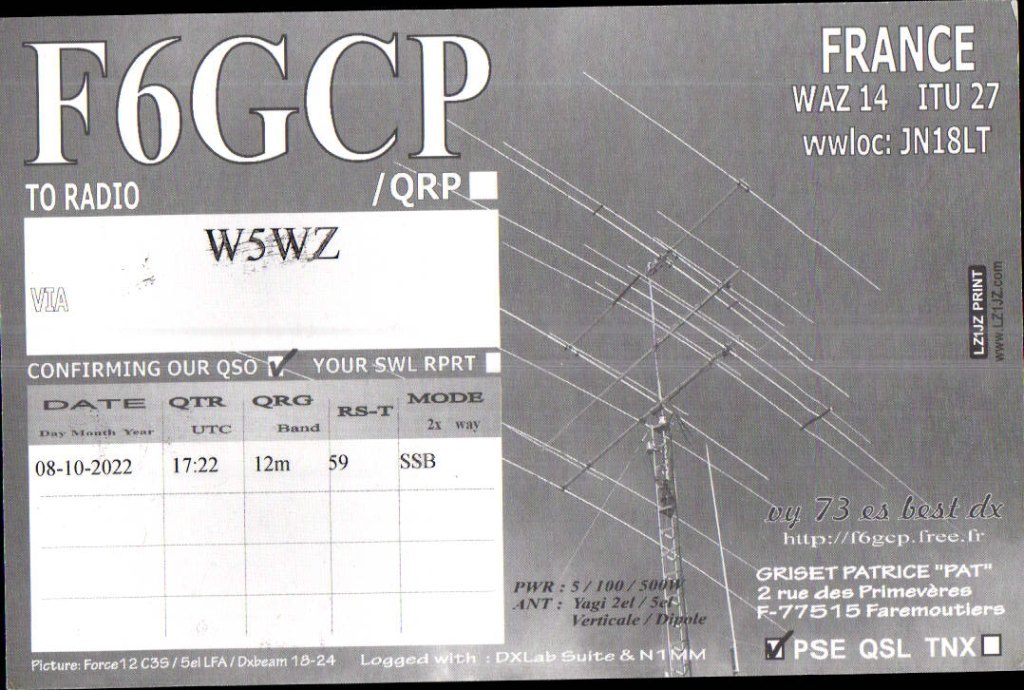 F6GCP
FRANCE
WAZ 14 ITU 27
wwloc: JN18LT
TO RADIO
/QRP
W5WZ
VIA
LZ1JZ PRINT
www.LZ1JZ.com
CONFIRMING OUR QSO YOUR SWL RPRT
DATE QTR QRG RS-T MODE
Day Month Year UTC Band 2x way
08-10-2022 17:22 12m 59 SSB
vy 73 es best dx
http://f6gcp.free.fr
GRISET PATRICE "PAT"
2 rue des Primevères
F-77515 Faremoutiers
PWR : 5 / 100 / 500W
ANT : Yagi 2el / 5el
Verticale / Dipole
PSE QSL TNX
Picture: Force12 C3S / 5el LFA / Dxbeam 18-24 Logged with : DXLab Suite & N1MM